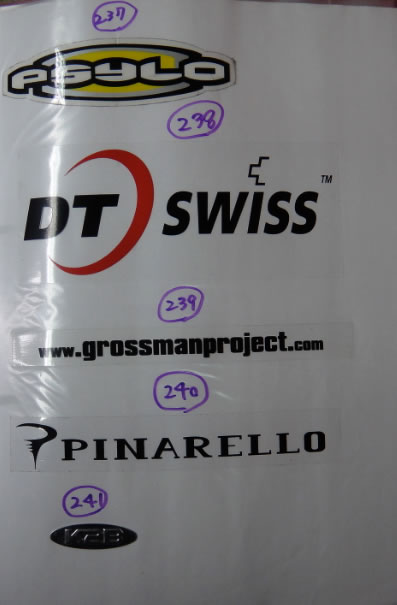 237
PSYLO
238
DT SWISS TM
239
www.grossmanproject.com
240
PINARELLO
241